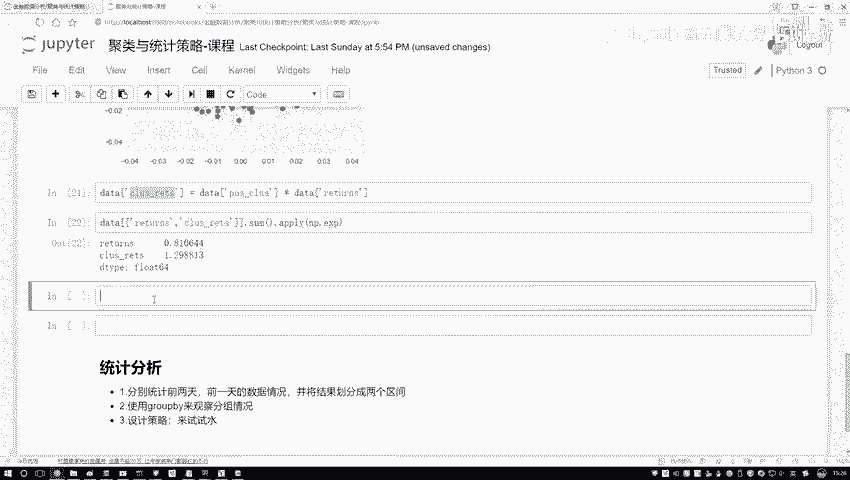 http://localhost
jupyter 聚类与统计策略-课程 Last Checkpoint: Last Sunday at 5:54 PM (unsaved changes)
Logout
File Edit View Insert Cell Kernel Widgets Help
Trusted
Python 3
Code
-0.02
-0.04
-0.04 -0.03 -0.02 -0.01 0.00 0.01 0.02 0.03 0.04
In [21]: data['clus_rets'] = data['pos_clus'] * data['returns']
In [22]: data[['returns','clus_rets']].sum().apply(np.exp)
Out[22]: returns 0.810644
clus_rets 1.298813
dtype: float64
In [ ]:
In [ ]:
统计分析
1.分别统计前两天，前一天的数据情况，并将结果划分成两个区间
2.使用groupby来观察分组情况
3.设计策略：来试试水
15:26